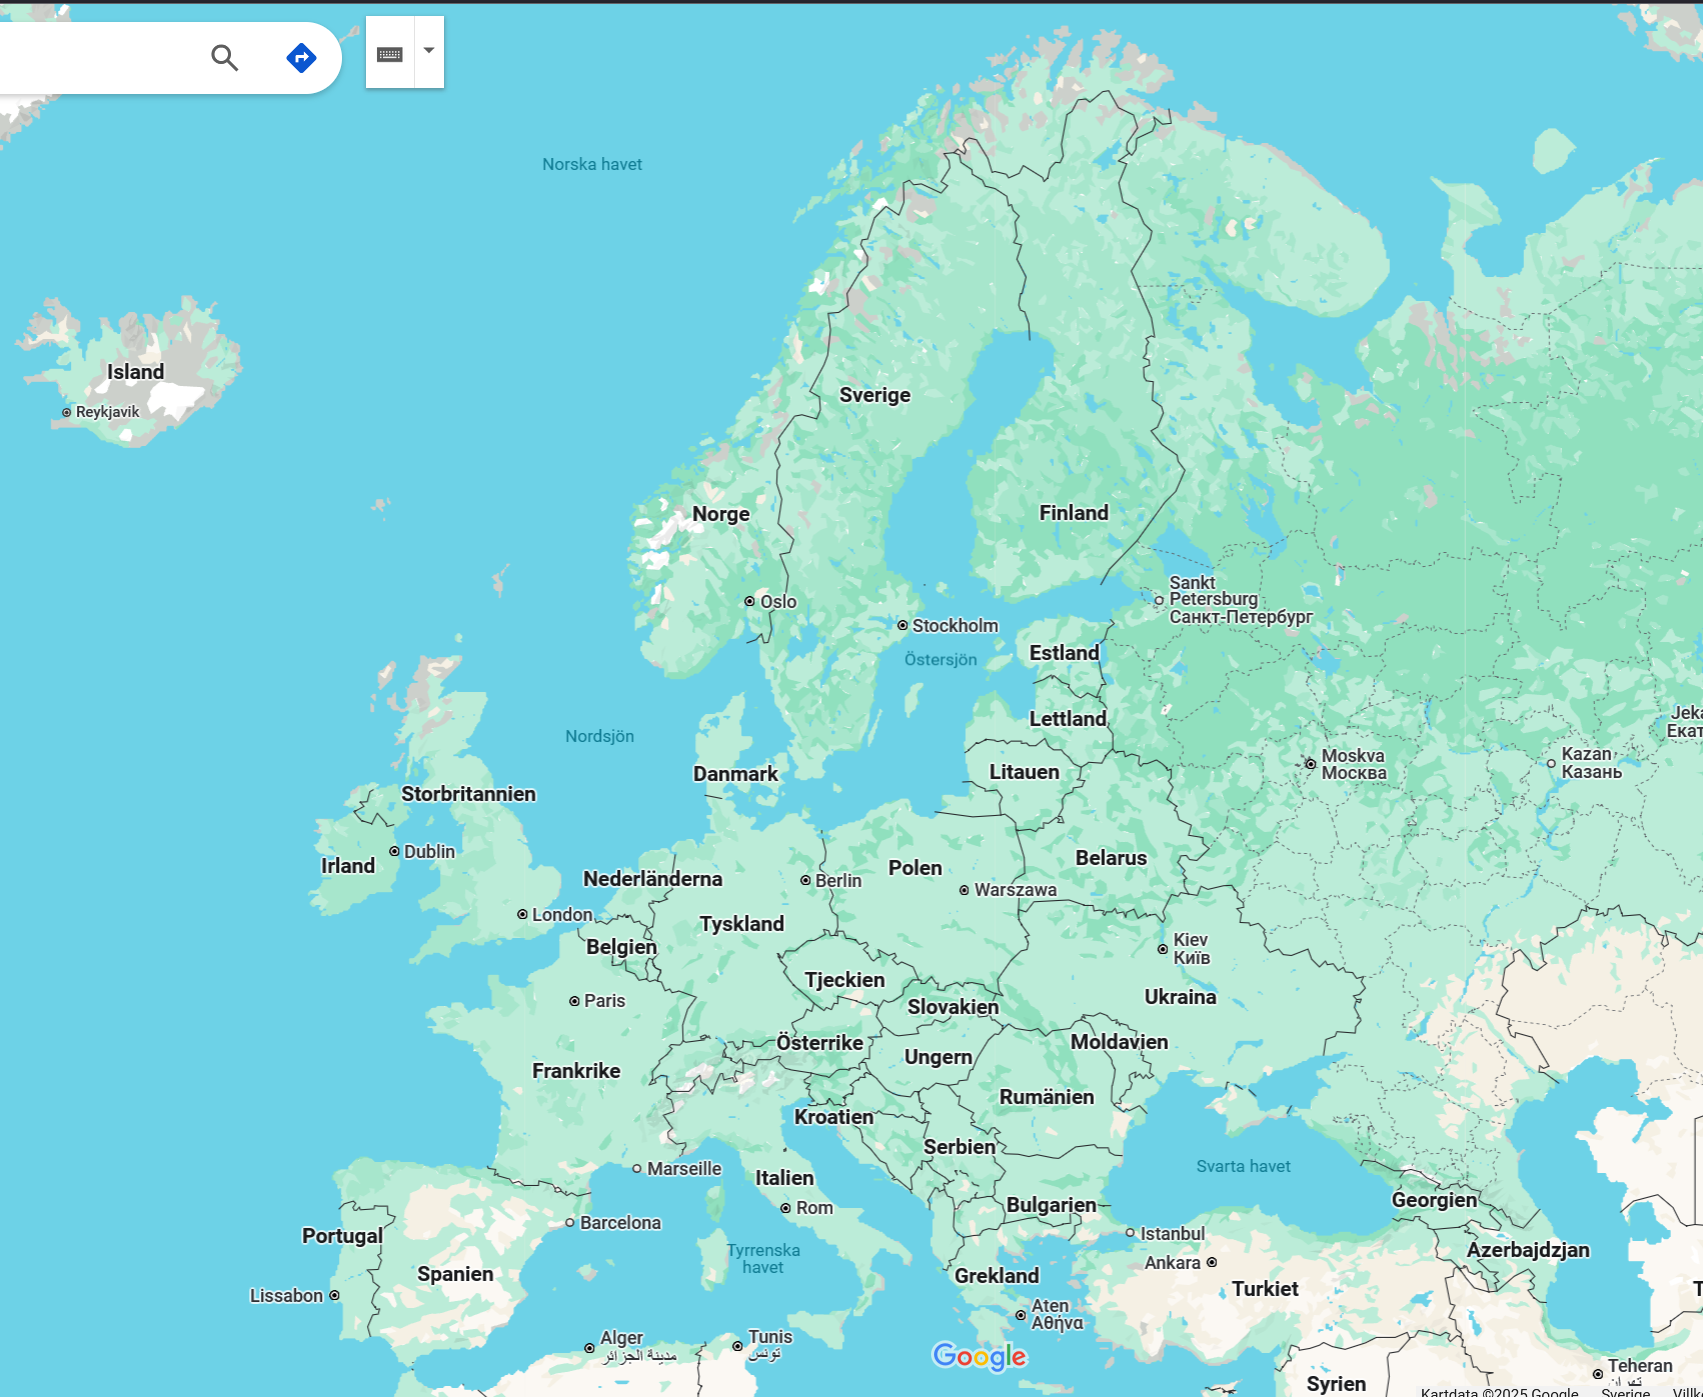 Norska havet
Island
Reykjavik
Sverige
Norge
Finland
Oslo
Stockholm
Sankt
Petersburg
Санкт-Петербург
Östersjön
Estland
Lettland
Nordsjön
Danmark
Litauen
Moskva
Москва
Kazan
Казань
Storbritannien
Dublin
Irland
Belarus
Polen
Nederländerna
Berlin
Warszawa
London
Tyskland
Belgien
Kiev
Київ
Tjeckien
Paris
Slovakien
Ukraina
Österrike
Ungern
Moldavien
Frankrike
Rumänien
Kroatien
Serbien
Marseille
Italien
Svarta havet
Bulgarien
Georgien
Rom
Barcelona
Portugal
Istanbul
Tyrrenska
havet
Azerbajdzjan
Ankara
Spanien
Grekland
Turkiet
Lissabon
Aten
Αθήνα
Alger
مدينة الجزائر
Tunis
تونس
Google
Teheran
Syrien
Kartdata ©2025 Google Sverige